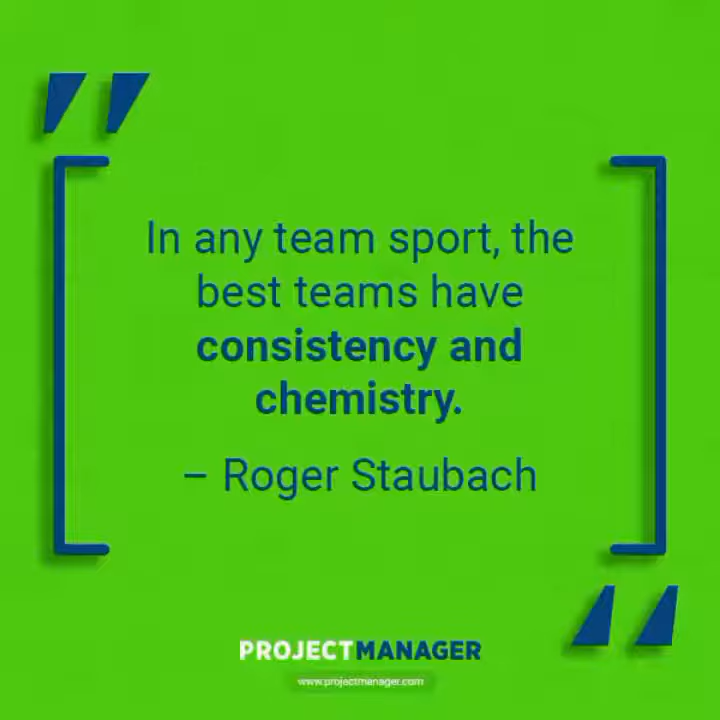 In any team sport, the
best teams have
consistency and
chemistry.
– Roger Staubach
PROJECTMANAGER
www.projectmanager.com